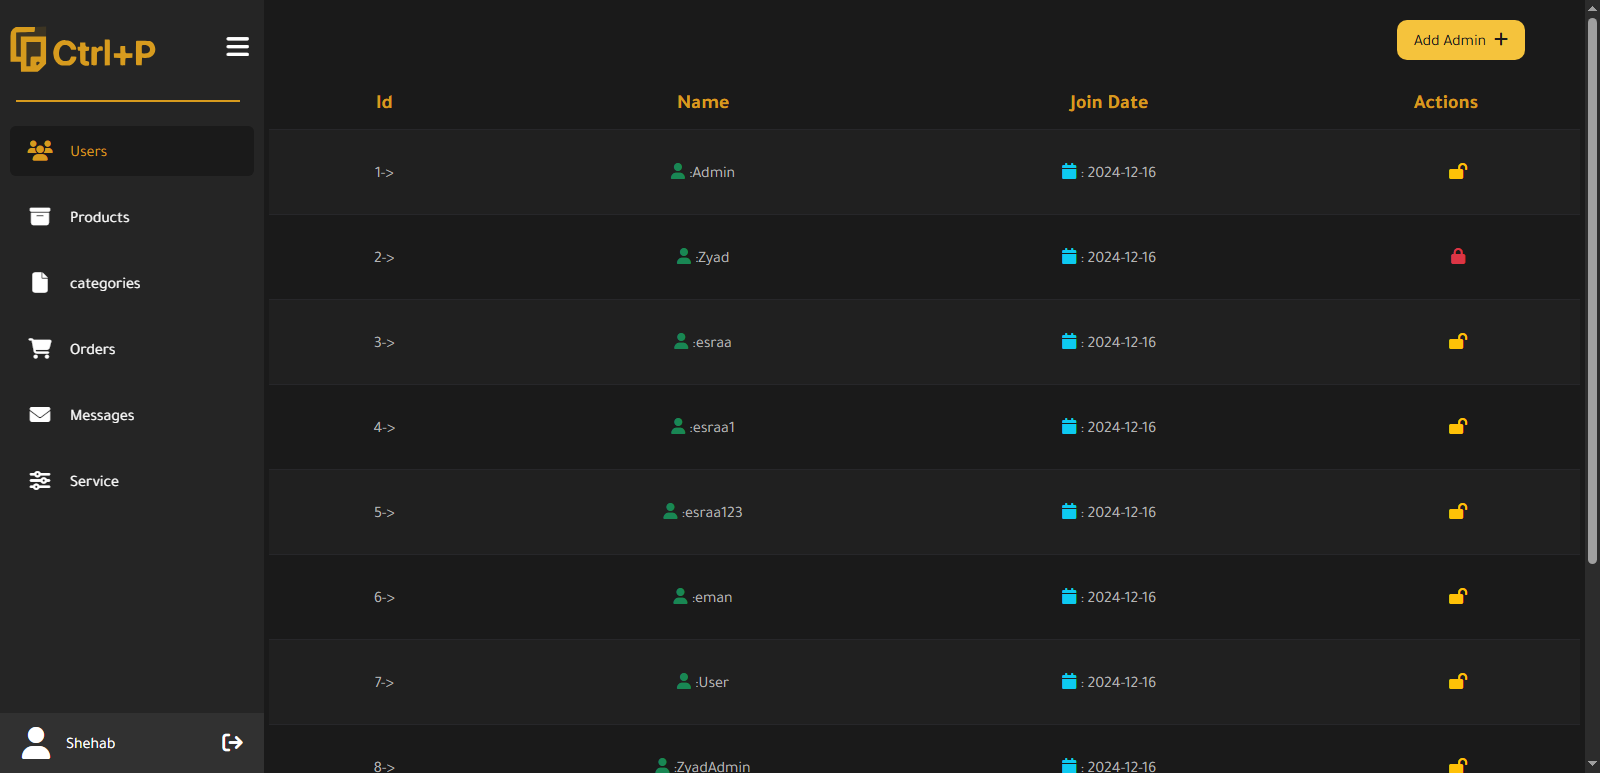 Ctrl+P
Add Admin +
Id Name Join Date Actions
Users
1-> :Admin : 2024-12-16
Products
2-> :Zyad : 2024-12-16
categories
3-> :esraa : 2024-12-16
Orders
4-> :esraa1 : 2024-12-16
Messages
Service
5-> :esraa123 : 2024-12-16
6-> :eman : 2024-12-16
7-> :User : 2024-12-16
Shehab
8-> :ZyadAdmin : 2024-12-16